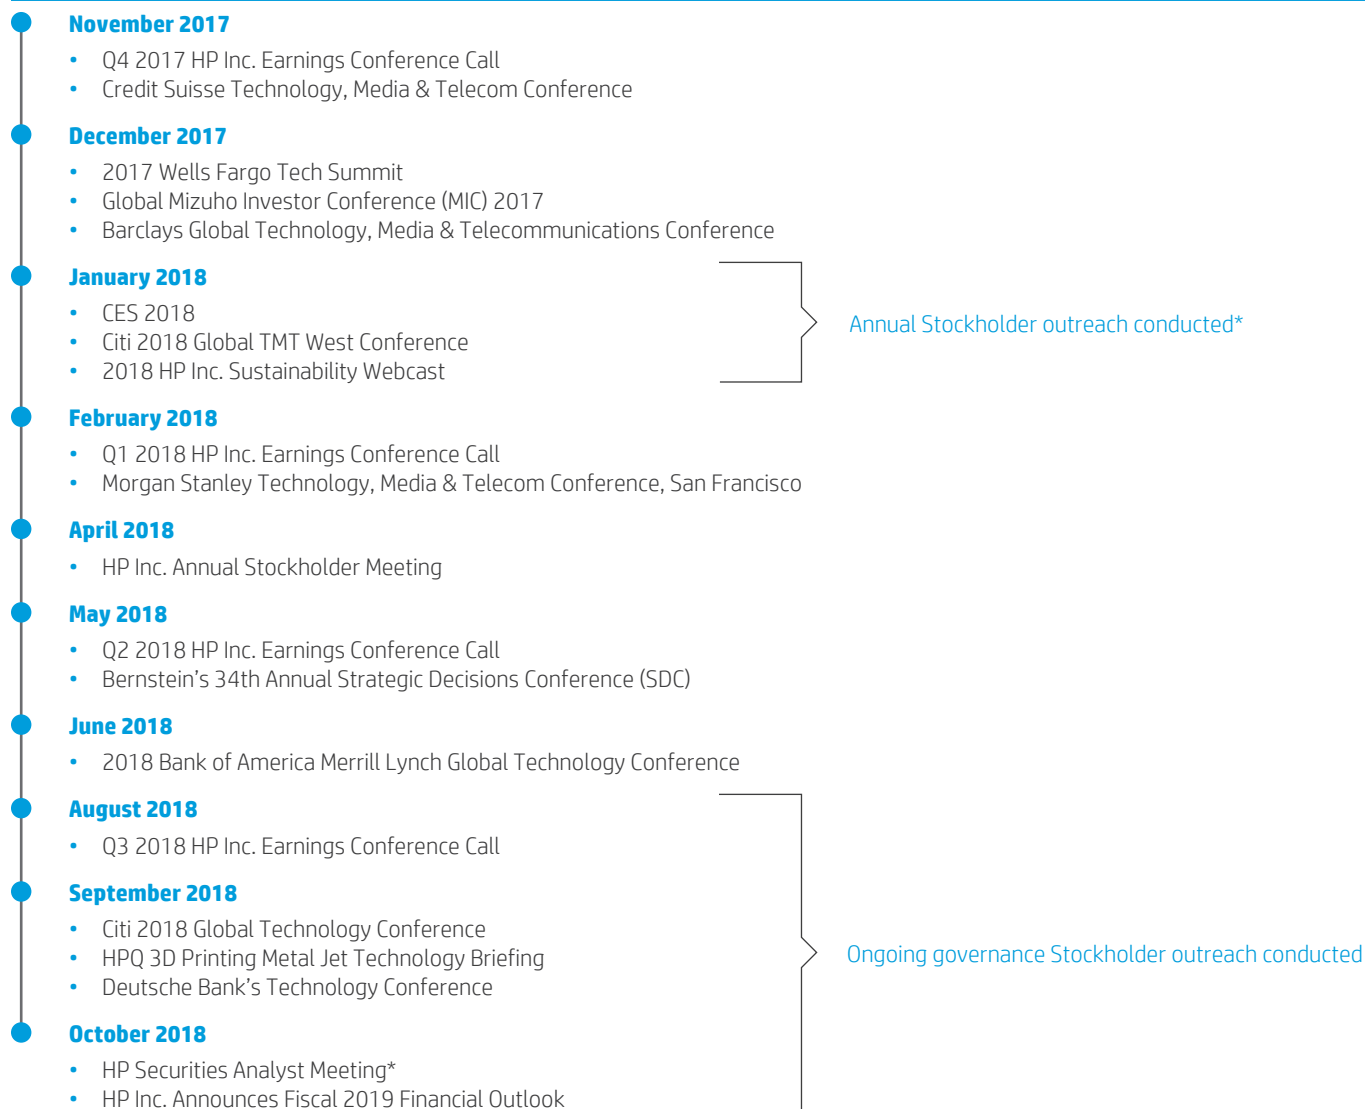 November 2017
• Q4 2017 HP Inc. Earnings Conference Call
• Credit Suisse Technology, Media & Telecom Conference
December 2017
• 2017 Wells Fargo Tech Summit
• Global Mizuho Investor Conference (MIC) 2017
• Barclays Global Technology, Media & Telecommunications Conference
January 2018
• CES 2018
• Citi 2018 Global TMT West Conference
• 2018 HP Inc. Sustainability Webcast
Annual Stockholder outreach conducted*
February 2018
• Q1 2018 HP Inc. Earnings Conference Call
• Morgan Stanley Technology, Media & Telecom Conference, San Francisco
April 2018
• HP Inc. Annual Stockholder Meeting
May 2018
• Q2 2018 HP Inc. Earnings Conference Call
• Bernstein’s 34th Annual Strategic Decisions Conference (SDC)
June 2018
• 2018 Bank of America Merrill Lynch Global Technology Conference
August 2018
• Q3 2018 HP Inc. Earnings Conference Call
September 2018
• Citi 2018 Global Technology Conference
• HPQ 3D Printing Metal Jet Technology Briefing
• Deutsche Bank’s Technology Conference
Ongoing governance Stockholder outreach conducted
October 2018
• HP Securities Analyst Meeting*
• HP Inc. Announces Fiscal 2019 Financial Outlook